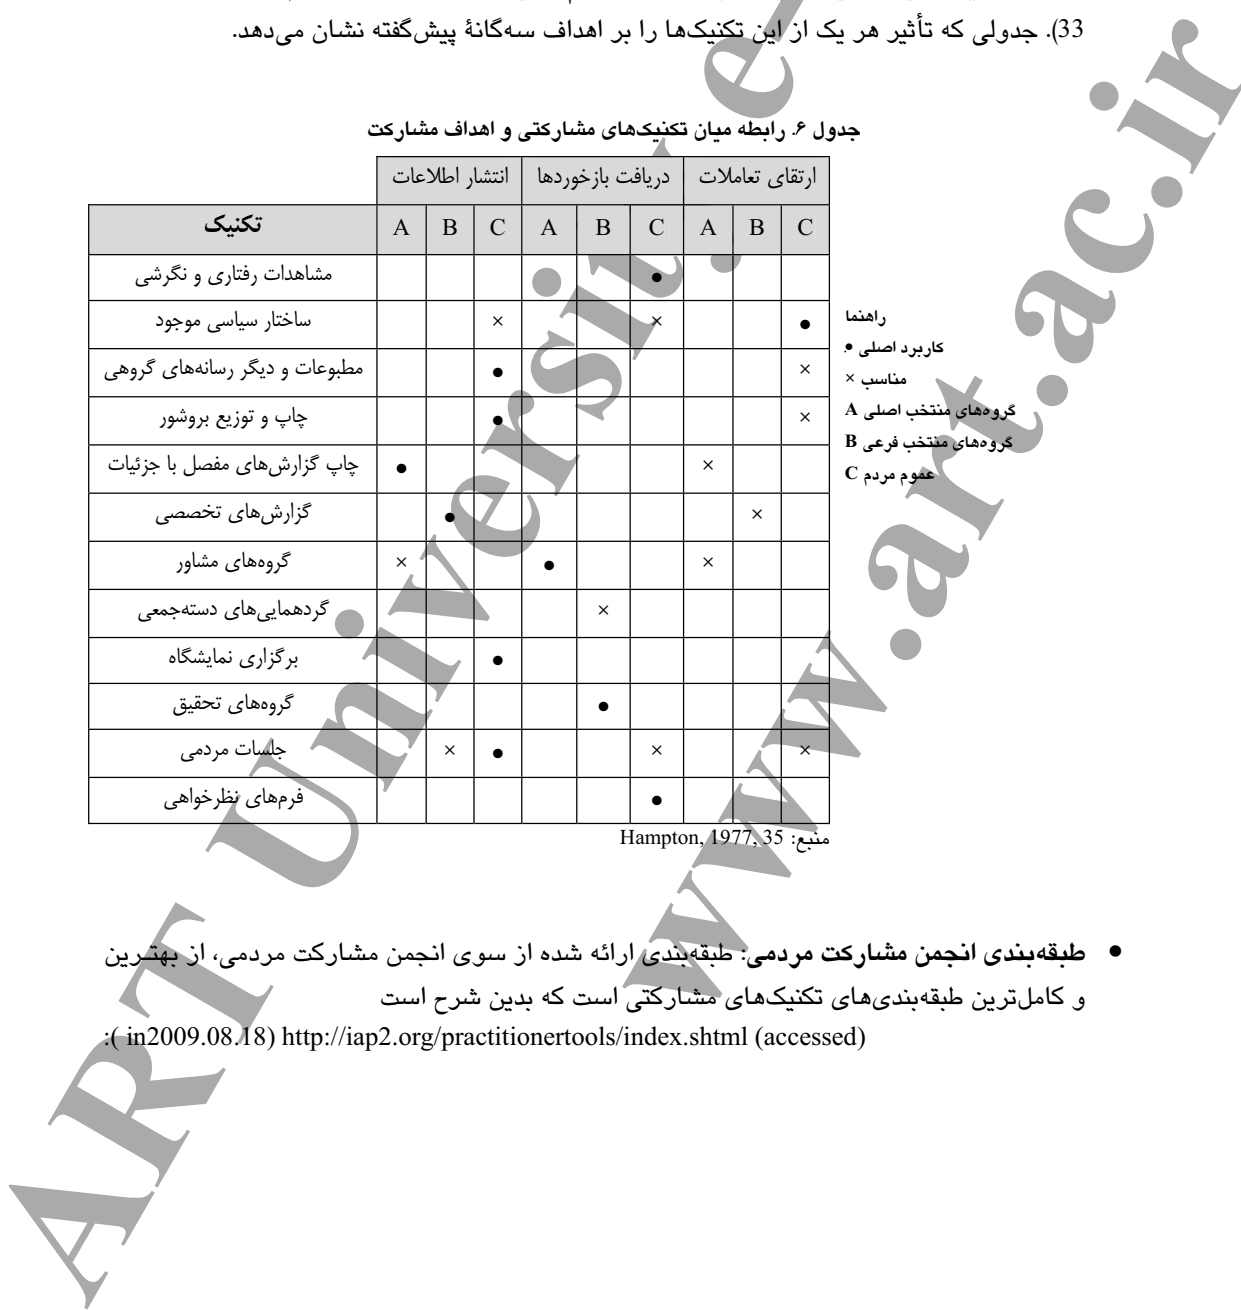 33). جدولی که تأثیر هر یک از این تکنیک‌ها را بر اهداف سه‌گانهٔ پیش‌گفته نشان می‌دهد.
جدول ۶. رابطه میان تکنیک‌های مشارکتی و اهداف مشارکت
انتشار اطلاعات دریافت بازخوردها ارتقای تعاملات
تکنیک A B C A B C A B C
مشاهدات رفتاری و نگرشی •
ساختار سیاسی موجود × × •
مطبوعات و دیگر رسانه‌های گروهی • ×
چاپ و توزیع بروشور • ×
چاپ گزارش‌های مفصل با جزئیات • ×
گزارش‌های تخصصی • ×
گروه‌های مشاور × • ×
گردهمایی‌های دسته‌جمعی ×
برگزاری نمایشگاه •
گروه‌های تحقیق •
جلسات مردمی × • × ×
فرم‌های نظرخواهی •
راهنما
کاربرد اصلی •
مناسب ×
گروه‌های منتخب اصلی A
گروه‌های منتخب فرعی B
عموم مردم C
منبع: Hampton, 1977, 35
• طبقه‌بندی انجمن مشارکت مردمی: طبقه‌بندی ارائه شده از سوی انجمن مشارکت مردمی، از بهتـرین
و کامل‌ترین طبقه‌بندی‌های تکنیک‌های مشارکتی است که بدین شرح است
:( in2009.08.18) http://iap2.org/practitionertools/index.shtml (accessed)
ART University e-
www.art.ac.ir